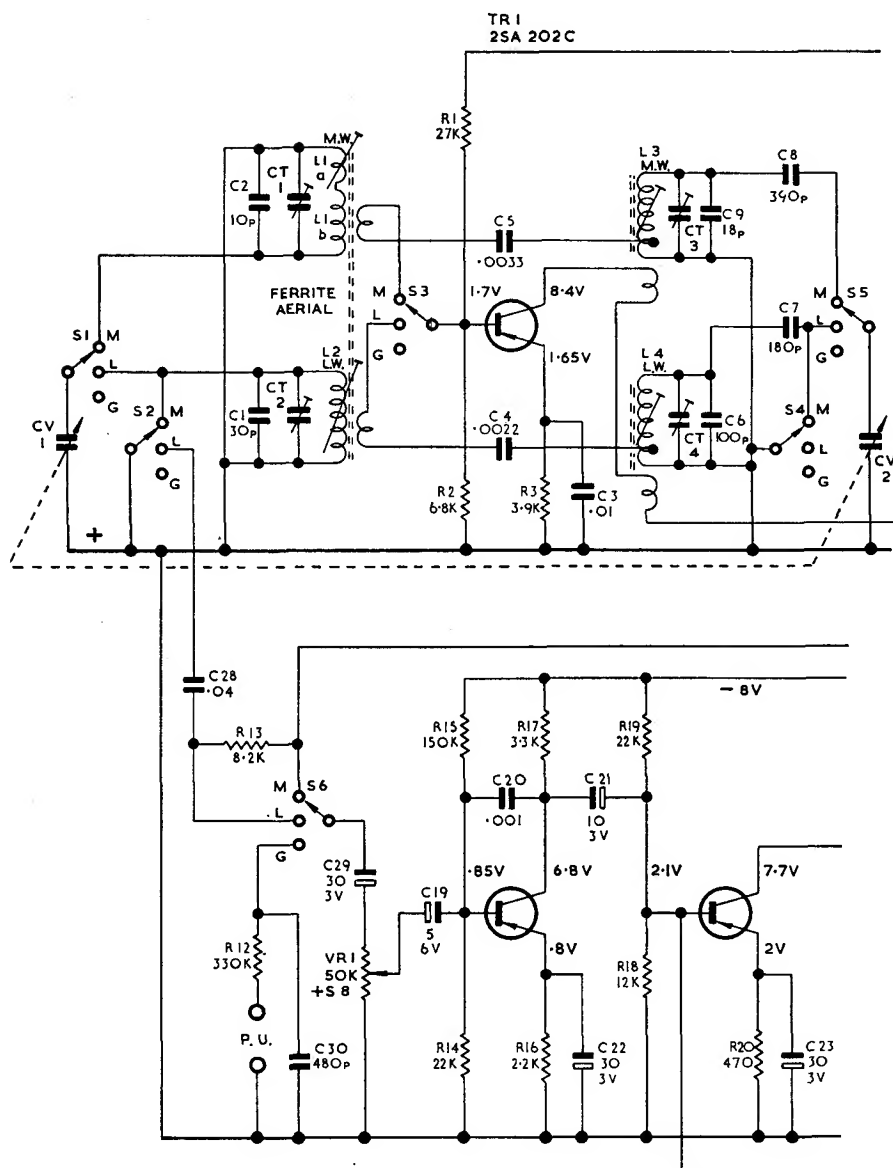 TR 1
2SA 202C
R1
27K
M.W.
L1
a
L1
b
C2
10p
CT
1
L3
M.W.
C8
390p
C5
.0033
CT
3
C9
18p
FERRITE
AERIAL
M
S3
L
G
1.7V
8.4V
1.65V
M
S5
L
G
C7
180p
S1
M
L
G
L2
L.W.
C1
30p
CT
2
L4
L.W.
CT
4
C6
100p
S2
M
L
G
S4
M
L
G
CV
1
CV
2
C4
.0022
R2
6.8K
R3
3.9K
C3
.01
+
C28
.04
R13
8.2K
M
S6
L
G
-8V
R15
150K
R17
3.3K
R19
22K
C20
.001
C21
10
3V
C29
30
3V
C19
5
6V
.85V
6.8V
2.1V
7.7V
.8V
2V
R12
330K
VR1
50K
+S8
R18
12K
P.U.
C30
480p
R14
22K
R16
2.2K
C22
30
3V
R20
470
C23
30
3V